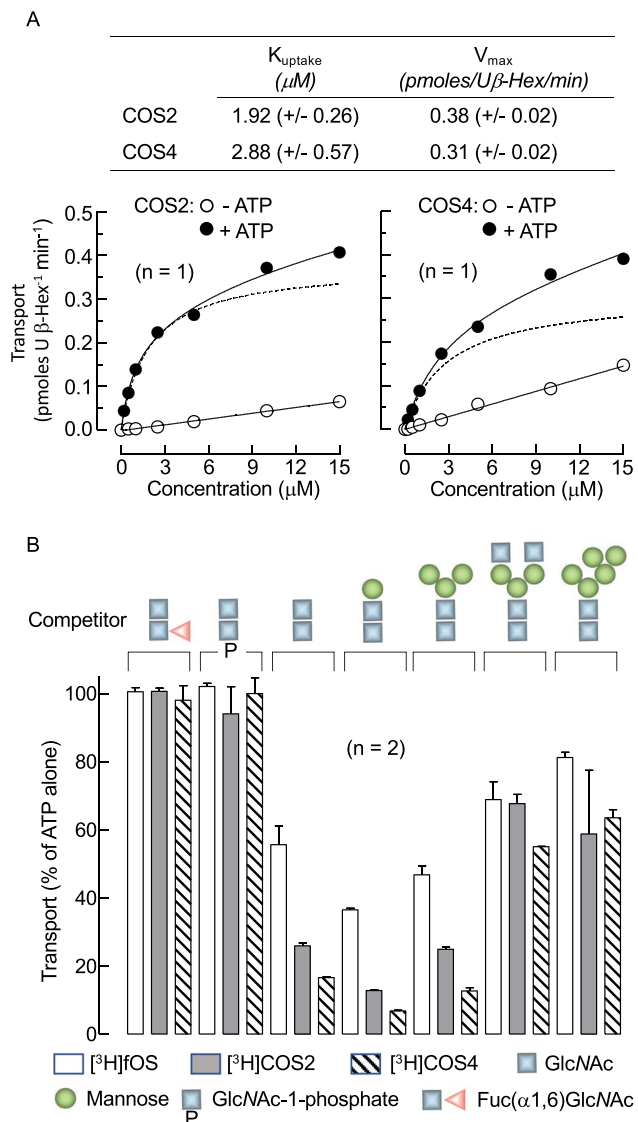 A
K_uptake V_max
(μM) (pmoles/Uβ-Hex/min)
COS2 1.92 (+/- 0.26) 0.38 (+/- 0.02)
COS4 2.88 (+/- 0.57) 0.31 (+/- 0.02)
COS2: - ATP COS4: - ATP
+ ATP + ATP
(n = 1) (n = 1)
Transport
(pmoles U β-Hex⁻¹ min⁻¹)
0.5
0.4
0.3
0.2
0.1
0.0
0 3 6 9 12 15 0 3 6 9 12 15
Concentration (μM) Concentration (μM)
B
Competitor
P
(n = 2)
Transport (% of ATP alone)
100
80
60
40
20
0
[³H]fOS [³H]COS2 [³H]COS4 GlcNAc
Mannose GlcNAc-1-phosphate Fuc(α1,6)GlcNAc
P